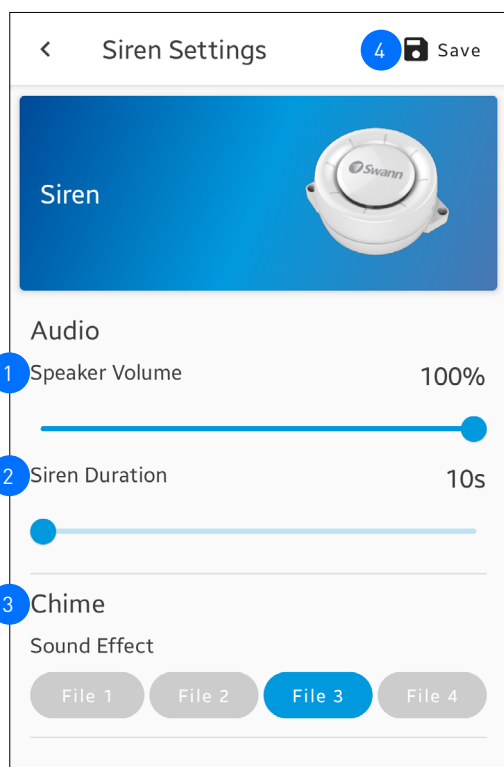 Siren Settings 4 Save
Siren
Swann
Audio
1 Speaker Volume 100%
2 Siren Duration 10s
3 Chime
Sound Effect
File 1 File 2 File 3 File 4